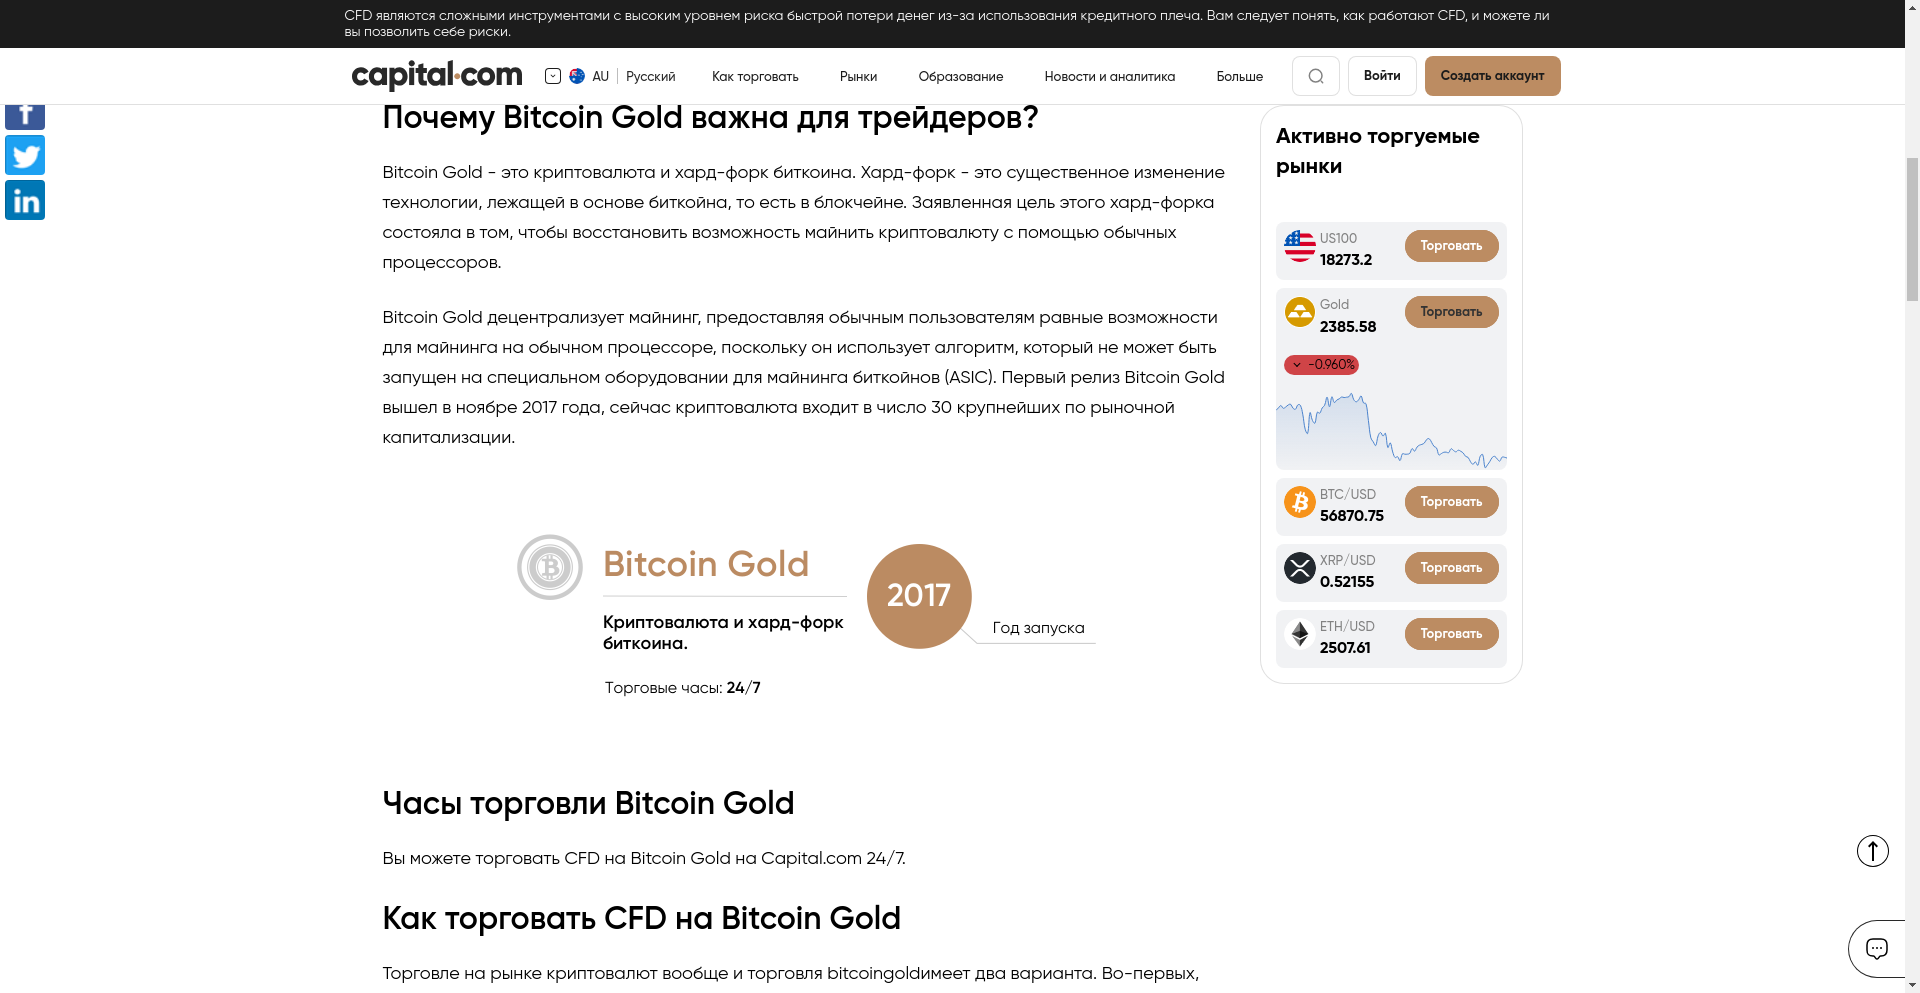 CFD являются сложными инструментами с высоким уровнем риска быстрой потери денег из-за использования кредитного плеча. Вам следует понять, как работают CFD, и можете ли
вы позволить себе риски.
capital.com
AU
Русский
Как торговать
Рынки
Образование
Новости и аналитика
Больше
Войти
Создать аккаунт
f
in
Почему Bitcoin Gold важна для трейдеров?
Bitcoin Gold - это криптовалюта и хард-форк биткоина. Хард-форк - это существенное изменение
технологии, лежащей в основе биткойна, то есть в блокчейне. Заявленная цель этого хард-форка
состояла в том, чтобы восстановить возможность майнить криптовалюту с помощью обычных
процессоров.
Bitcoin Gold децентрализует майнинг, предоставляя обычным пользователям равные возможности
для майнинга на обычном процессоре, поскольку он использует алгоритм, который не может быть
запущен на специальном оборудовании для майнинга биткойнов (ASIC). Первый релиз Bitcoin Gold
вышел в ноябре 2017 года, сейчас криптовалюта входит в число 30 крупнейших по рыночной
капитализации.
Bitcoin Gold
Криптовалюта и хард-форк
биткоина.
Торговые часы: 24/7
2017
Год запуска
Часы торговли Bitcoin Gold
Вы можете торговать CFD на Bitcoin Gold на Capital.com 24/7.
Как торговать CFD на Bitcoin Gold
Торговле на рынке криптовалют вообще и торговля bitcoingoldимеет два варианта. Во-первых,
Активно торгуемые
рынки
US100
18273.2
Торговать
Gold
2385.58
Торговать
-0.960%
BTC/USD
56870.75
Торговать
XRP/USD
0.52155
Торговать
ETH/USD
2507.61
Торговать